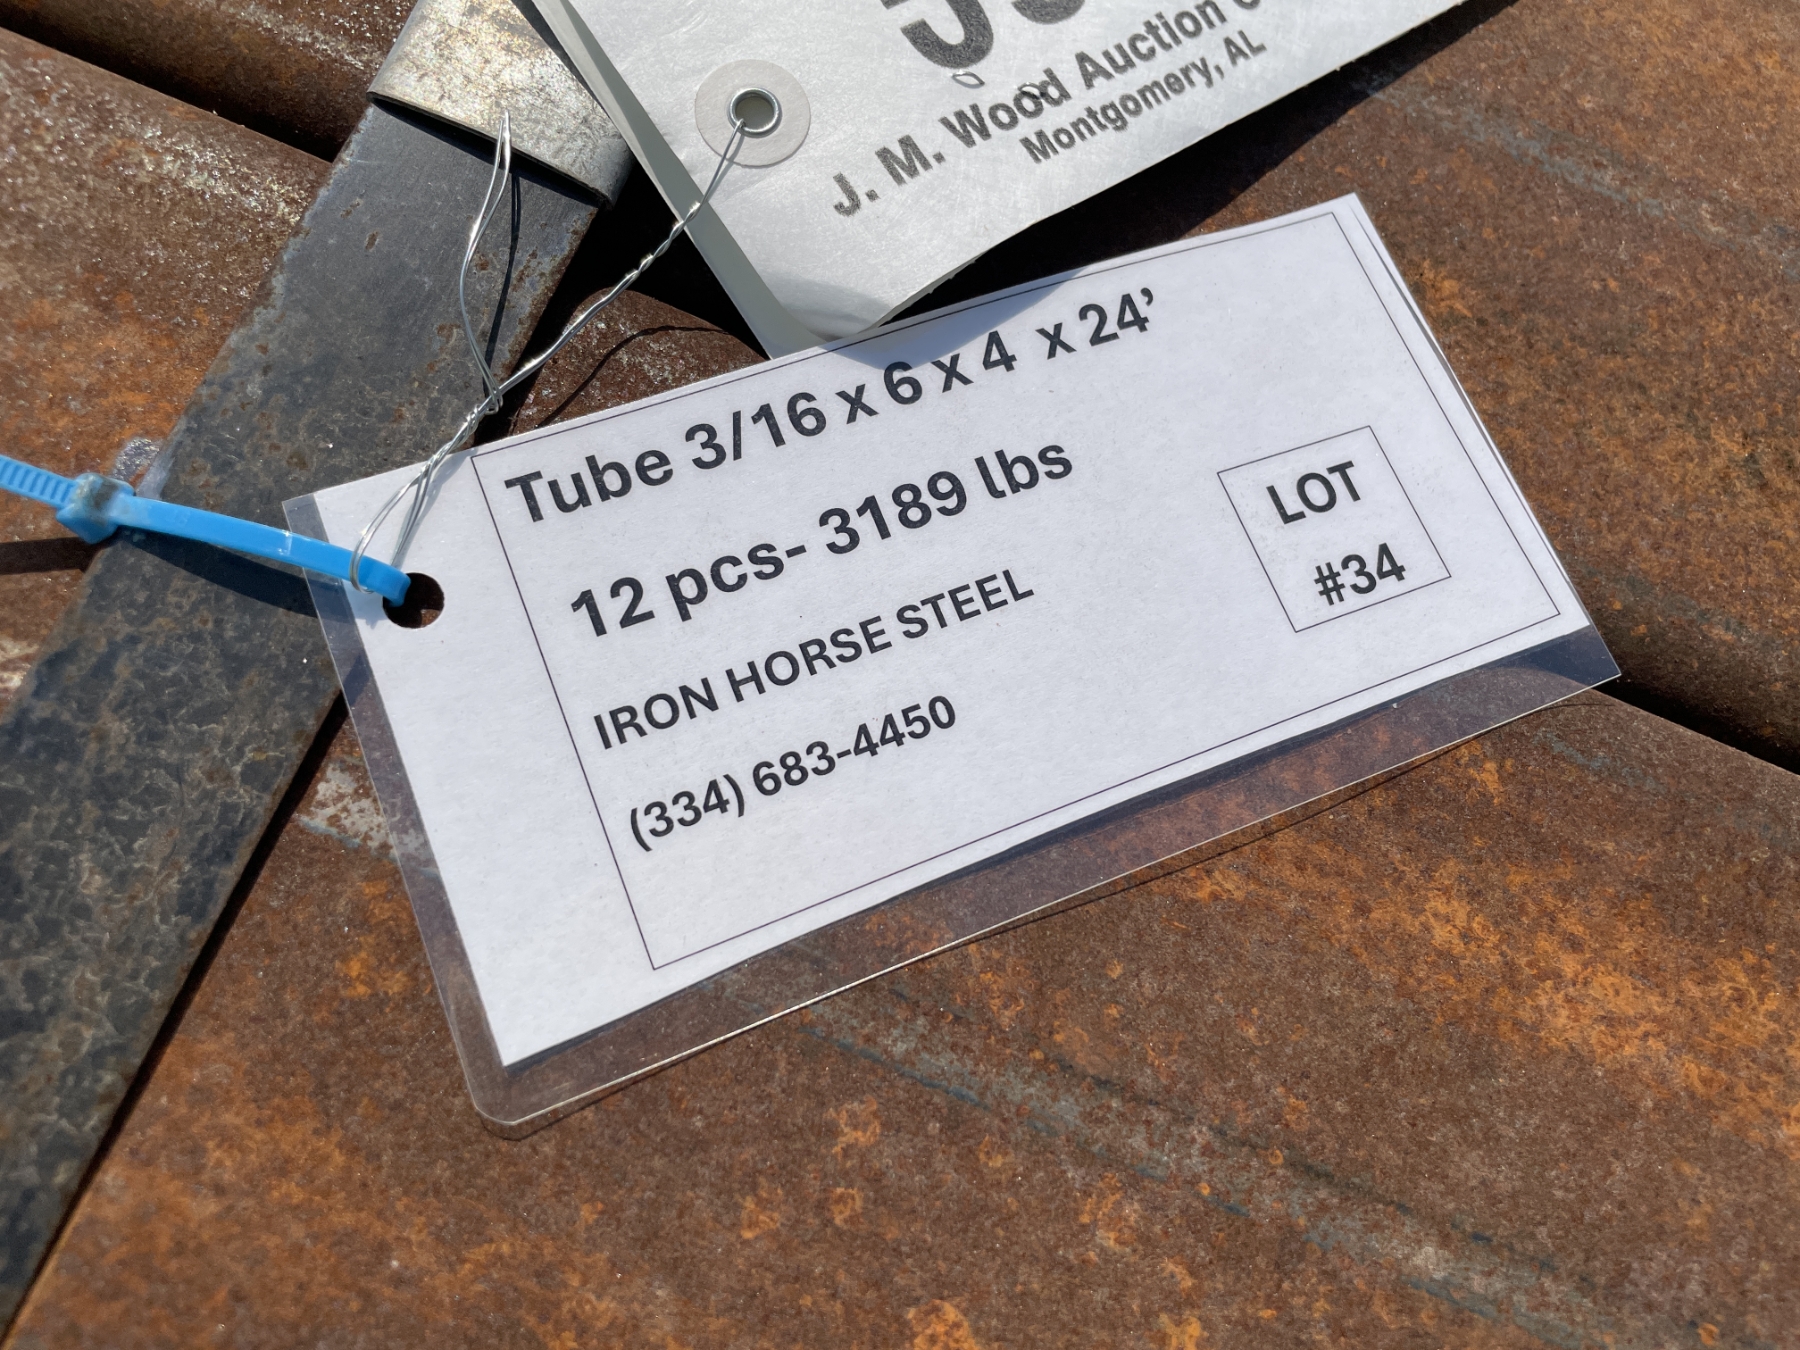 J. M. Wood Auction
Montgomery, AL
Tube 3/16 x 6 x 4 x 24’
12 pcs- 3189 lbs
IRON HORSE STEEL
(334) 683-4450
LOT
#34